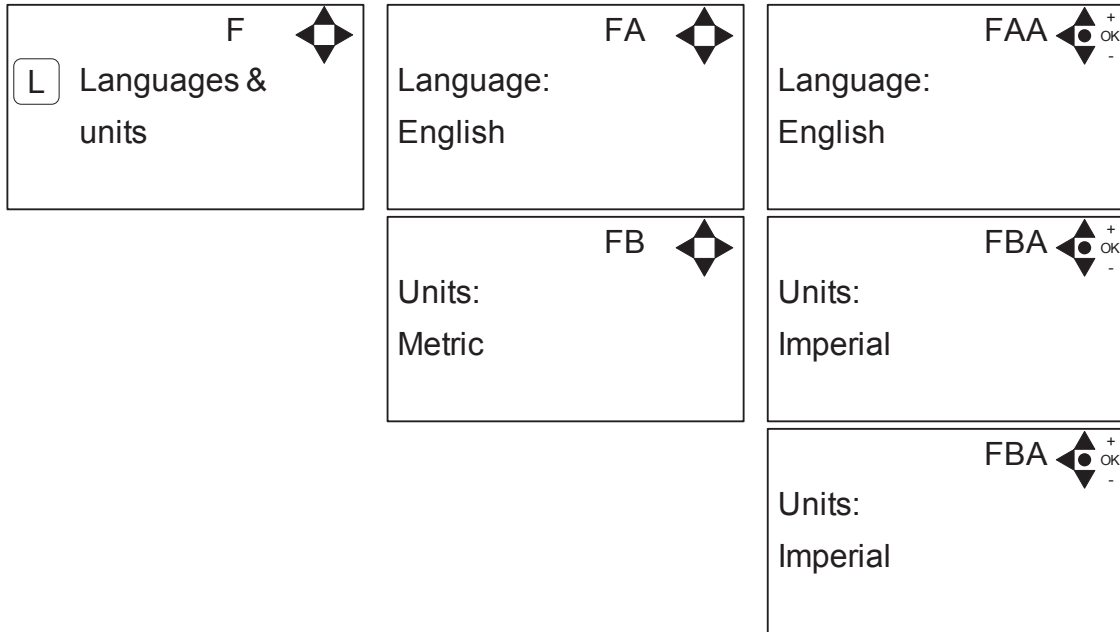 F
L Languages &
units
FA
Language:
English
FAA
+
OK
-
Language:
English
FB
Units:
Metric
FBA
+
OK
-
Units:
Imperial
FBA
+
OK
-
Units:
Imperial